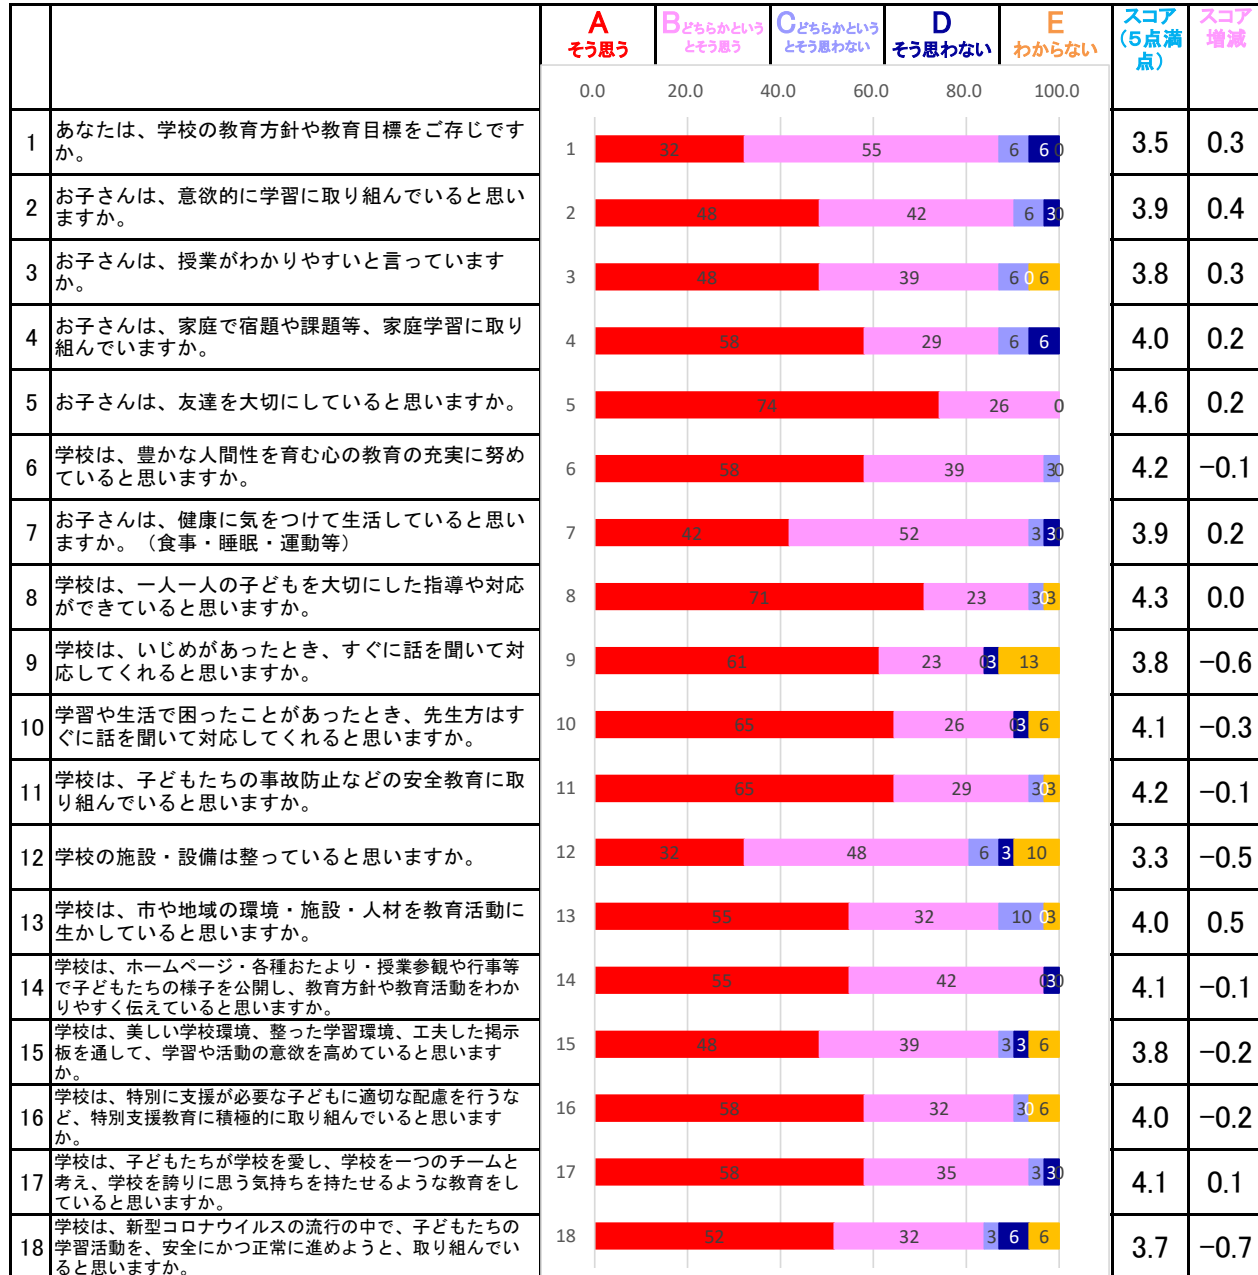 A
そう思う
Bどちらかという
とそう思う
Cどちらかという
とそう思わない
D
そう思わない
E
わからない
スコア
(5点満
点)
スコア
増減
0.0 20.0 40.0 60.0 80.0 100.0
1 あなたは、学校の教育方針や教育目標をご存じです
か。
1 32 55 6 6 0 3.5 0.3
2 お子さんは、意欲的に学習に取り組んでいると思い
ますか。
2 48 42 6 3 0 3.9 0.4
3 お子さんは、授業がわかりやすいと言っています
か。
3 48 39 6 0 6 3.8 0.3
4 お子さんは、家庭で宿題や課題等、家庭学習に取り
組んでいますか。
4 58 29 6 6 4.0 0.2
5 お子さんは、友達を大切にしていると思いますか。
5 74 26 0 4.6 0.2
6 学校は、豊かな人間性を育む心の教育の充実に努め
ていると思いますか。
6 58 39 3 0 4.2 −0.1
7 お子さんは、健康に気をつけて生活していると思い
ますか。（食事・睡眠・運動等）
7 42 52 3 3 0 3.9 0.2
8 学校は、一人一人の子どもを大切にした指導や対応
ができていると思いますか。
8 71 23 3 0 3 4.3 0.0
9 学校は、いじめがあったとき、すぐに話を聞いて対
応してくれると思いますか。
9 61 23 0 3 13 3.8 −0.6
10 学習や生活で困ったことがあったとき、先生方はす
ぐに話を聞いて対応してくれると思いますか。
10 65 26 0 3 6 4.1 −0.3
11 学校は、子どもたちの事故防止などの安全教育に取
り組んでいると思いますか。
11 65 29 3 0 3 4.2 −0.1
12 学校の施設・設備は整っていると思いますか。
12 32 48 6 3 10 3.3 −0.5
13 学校は、市や地域の環境・施設・人材を教育活動に
生かしていると思いますか。
13 55 32 10 0 3 4.0 0.5
14 学校は、ホームページ・各種おたより・授業参観や行事等
で子どもたちの様子を公開し、教育方針や教育活動をわか
りやすく伝えていると思いますか。
14 55 42 0 3 0 4.1 −0.1
15 学校は、美しい学校環境、整った学習環境、工夫した掲示
板を通して、学習や活動の意欲を高めていると思います
か。
15 48 39 3 3 6 3.8 −0.2
16 学校は、特別に支援が必要な子どもに適切な配慮を行うな
ど、特別支援教育に積極的に取り組んでいると思います
か。
16 58 32 3 0 6 4.0 −0.2
17 学校は、子どもたちが学校を愛し、学校を一つのチームと
考え、学校を誇りに思う気持ちを持たせるような教育をし
ていると思いますか。
17 58 35 3 3 0 4.1 0.1
18 学校は、新型コロナウイルスの流行の中で、子どもたちの
学習活動を、安全にかつ正常に進めようと、取り組んでい
ると思いますか。
18 52 32 3 6 6 3.7 −0.7